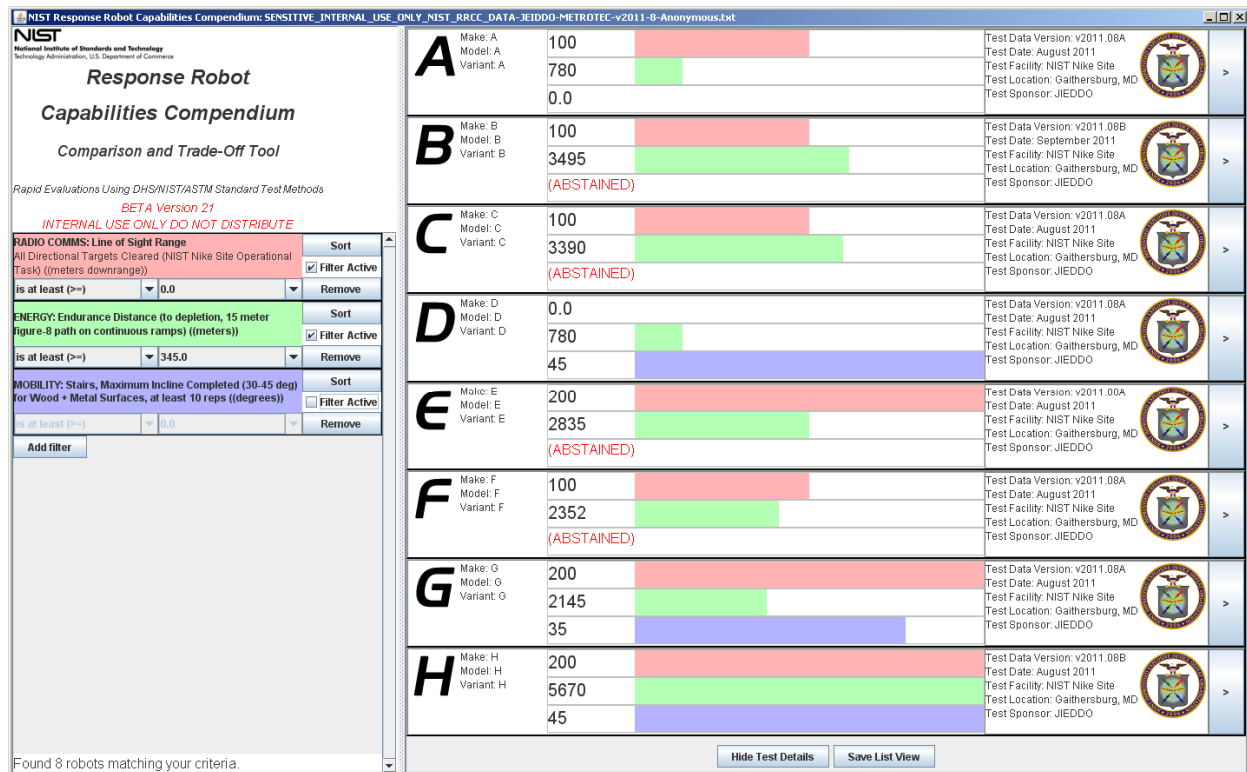 NIST Response Robot Capabilities Compendium: SENSITIVE_INTERNAL_USE_ONLY_NIST_RRCC_DATA-JEIDDO-METROTEC-v2011-8-Anonymous.txt
NIST
National Institute of Standards and Technology
Technology Administration, U.S. Department of Commerce
Response Robot
Capabilities Compendium
Comparison and Trade-Off Tool
Rapid Evaluations Using DHS/NIST/ASTM Standard Test Methods
BETA Version 21
INTERNAL USE ONLY DO NOT DISTRIBUTE
RADIO COMMS: Line of Sight Range
All Directional Targets Cleared (NIST Nike Site Operational
Task) ((meters downrange))
Sort
Filter Active
is at least (>=)
0.0
Remove
ENERGY: Endurance Distance (to depletion, 15 meter
figure-8 path on continuous ramps) ((meters))
Sort
Filter Active
is at least (>=)
345.0
Remove
MOBILITY: Stairs, Maximum Incline Completed (30-45 deg)
for Wood + Metal Surfaces, at least 10 reps ((degrees))
Sort
Filter Active
is at least (>=)
0.0
Remove
Add filter
Found 8 robots matching your criteria.
A
Make: A
Model: A
Variant: A
100
780
0.0
Test Data Version: v2011.08A
Test Date: August 2011
Test Facility: NIST Nike Site
Test Location: Gaithersburg, MD
Test Sponsor: JIEDDO
>
B
Make: B
Model: B
Variant: B
100
3495
(ABSTAINED)
Test Data Version: v2011.08B
Test Date: September 2011
Test Facility: NIST Nike Site
Test Location: Gaithersburg, MD
Test Sponsor: JIEDDO
>
C
Make: C
Model: C
Variant: C
100
3390
(ABSTAINED)
Test Data Version: v2011.08A
Test Date: August 2011
Test Facility: NIST Nike Site
Test Location: Gaithersburg, MD
Test Sponsor: JIEDDO
>
D
Make: D
Model: D
Variant: D
0.0
780
45
Test Data Version: v2011.08A
Test Date: August 2011
Test Facility: NIST Nike Site
Test Location: Gaithersburg, MD
Test Sponsor: JIEDDO
>
E
Make: E
Model: E
Variant: E
200
2835
(ABSTAINED)
Test Data Version: v2011.00A
Test Date: August 2011
Test Facility: NIST Nike Site
Test Location: Gaithersburg, MD
Test Sponsor: JIEDDO
>
F
Make: F
Model: F
Variant: F
100
2352
(ABSTAINED)
Test Data Version: v2011.08A
Test Date: August 2011
Test Facility: NIST Nike Site
Test Location: Gaithersburg, MD
Test Sponsor: JIEDDO
>
G
Make: G
Model: G
Variant: G
200
2145
35
Test Data Version: v2011.08A
Test Date: August 2011
Test Facility: NIST Nike Site
Test Location: Gaithersburg, MD
Test Sponsor: JIEDDO
>
H
Make: H
Model: H
Variant: H
200
5670
45
Test Data Version: v2011.08B
Test Date: August 2011
Test Facility: NIST Nike Site
Test Location: Gaithersburg, MD
Test Sponsor: JIEDDO
>
Hide Test Details
Save List View